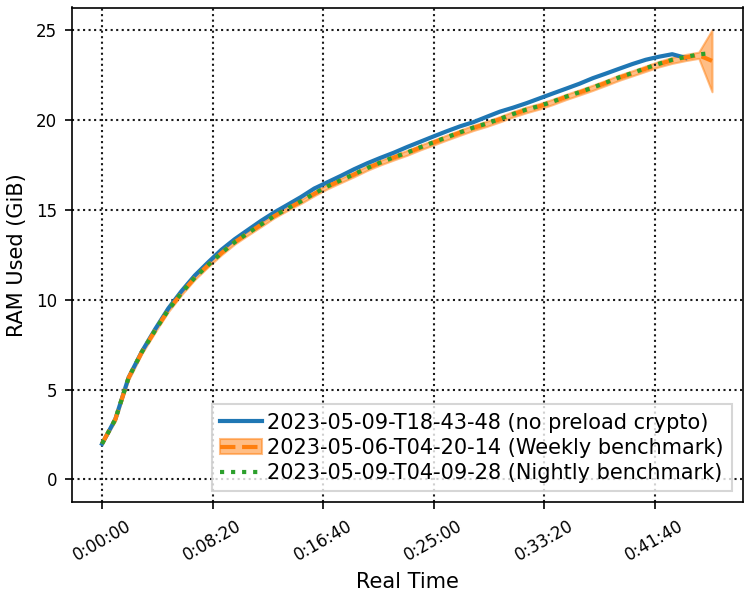 25
20
15
10
5
0
RAM Used (GiB)
2023-05-09-T18-43-48 (no preload crypto)
2023-05-06-T04-20-14 (Weekly benchmark)
2023-05-09-T04-09-28 (Nightly benchmark)
0:00:00
0:08:20
0:16:40
0:25:00
0:33:20
0:41:40
Real Time